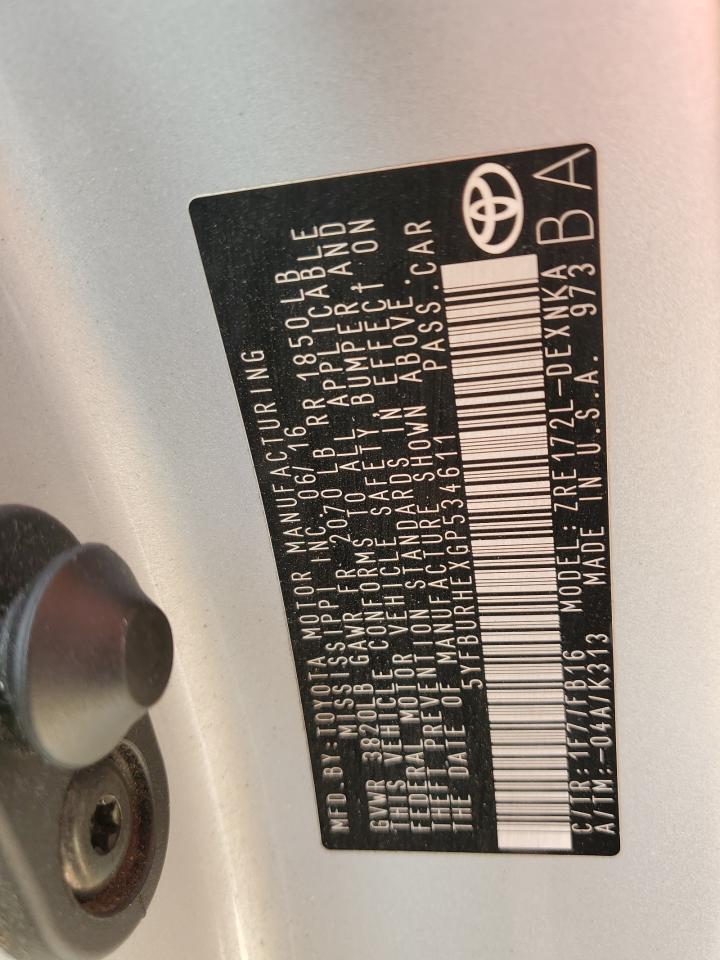 MFD.BY:TOYOTA MOTOR MANUFACTURING
MISSISSIPPI INC. 06/16
GVWR 3820LB GAWR FR 2070 LB RR 1850 LB
THIS VEHICLE CONFORMS TO ALL APPLICABLE
FEDERAL MOTOR VEHICLE SAFETY, BUMPER, AND
THEFT PREVENTION STANDARDS IN EFFECT ON
THE DATE OF MANUFACTURE SHOWN ABOVE.
5YFBURHEXGP534611 PASS.CAR
C/TR: 1F7/FB16 MODEL: ZRE172L-DEXNKA
A/TM:-04A/K313 MADE IN U.S.A. 973
BA